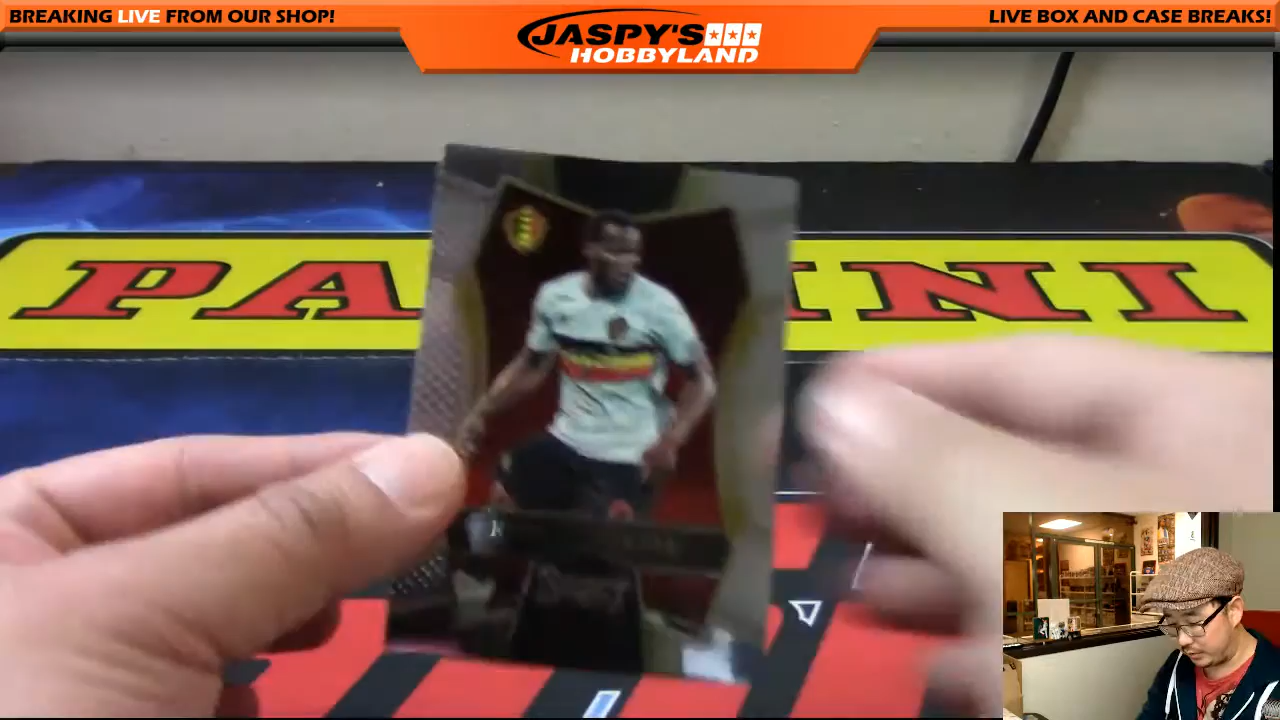 BREAKING LIVE FROM OUR SHOP!
JASPY'S
HOBBYLAND
LIVE BOX AND CASE BREAKS!
PA INI